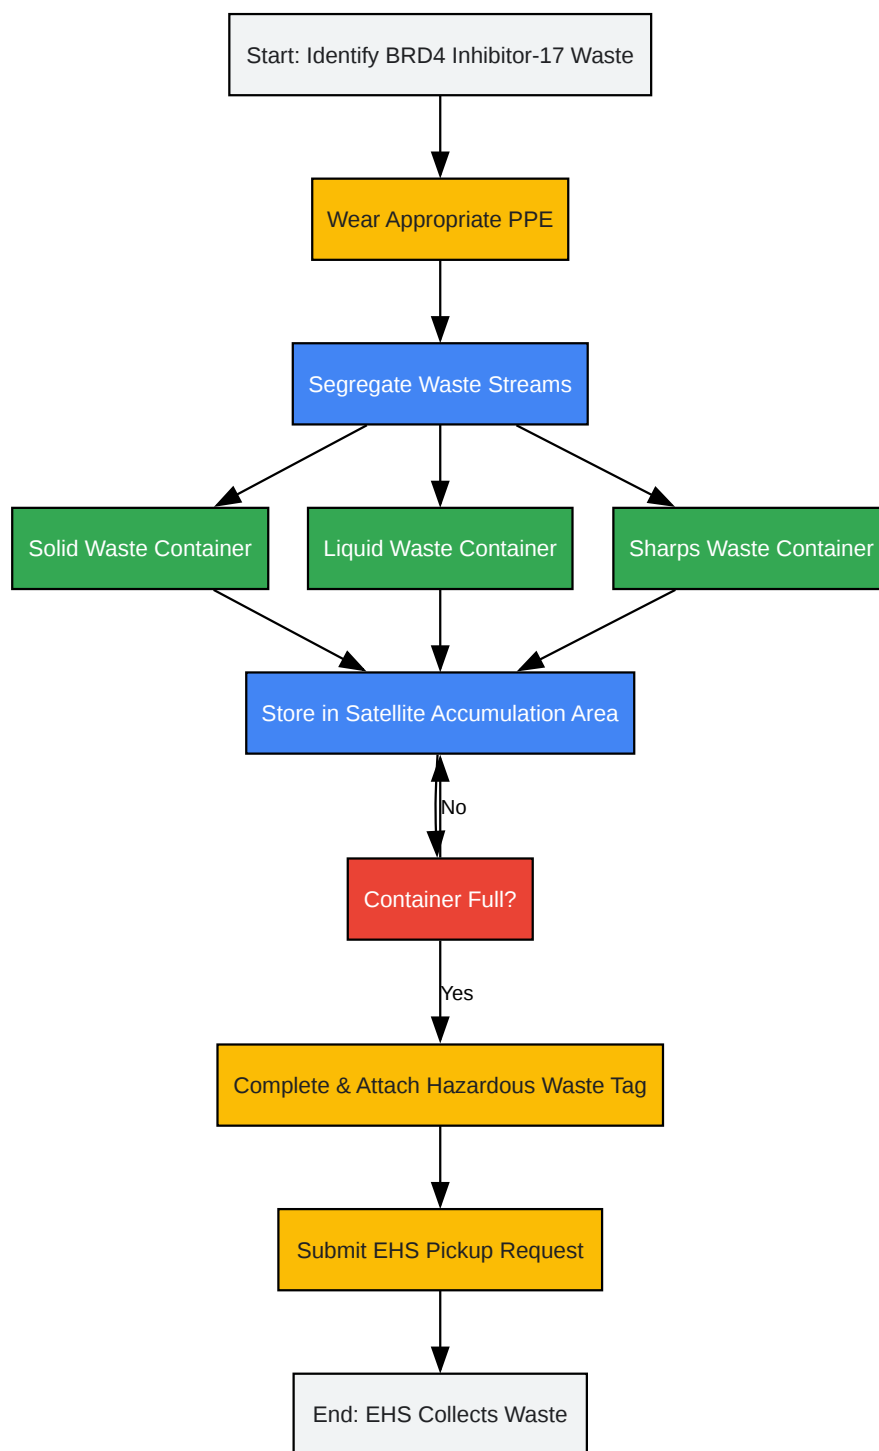 Start: Identify BRD4 Inhibitor-17 Waste
Wear Appropriate PPE
Segregate Waste Streams
Solid Waste Container
Liquid Waste Container
Sharps Waste Container
Store in Satellite Accumulation Area
No
Container Full?
Yes
Complete & Attach Hazardous Waste Tag
Submit EHS Pickup Request
End: EHS Collects Waste